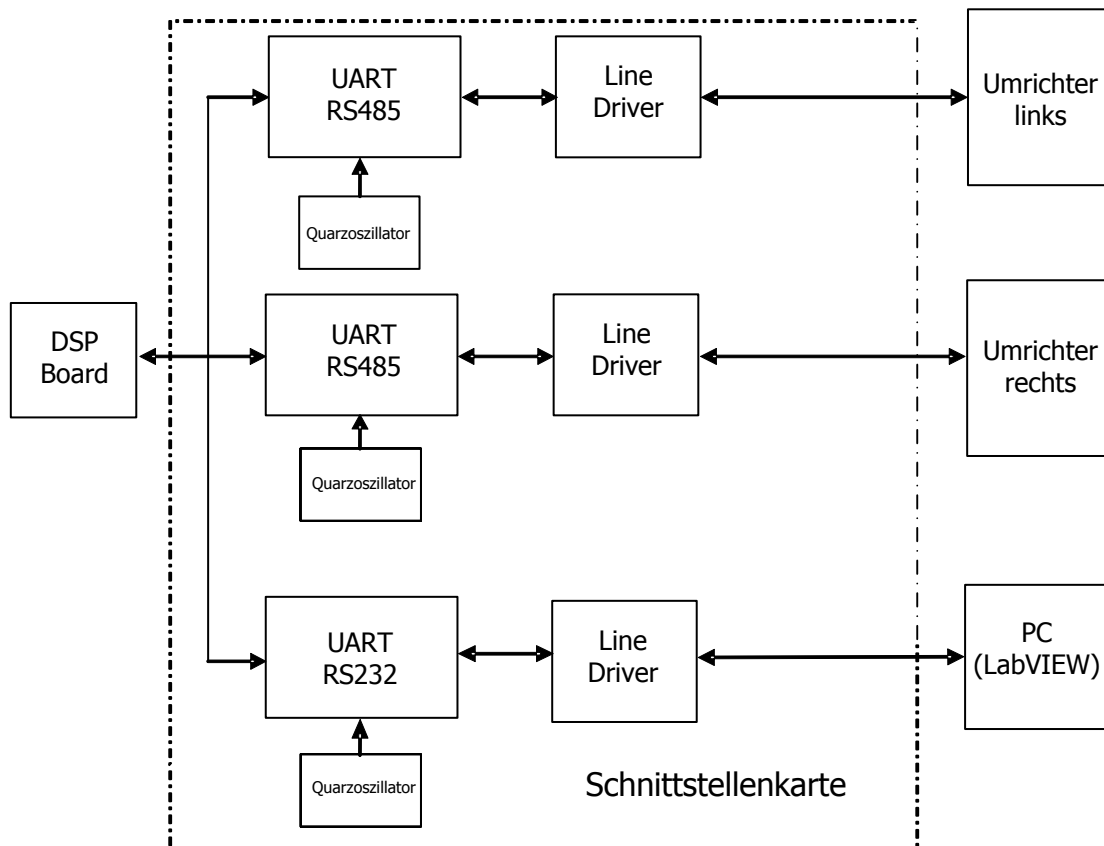 UART
RS485
Line
Driver
Umrichter
links
Quarzoszillator
DSP
Board
UART
RS485
Line
Driver
Umrichter
rechts
Quarzoszillator
UART
RS232
Line
Driver
PC
(LabVIEW)
Quarzoszillator
Schnittstellenkarte